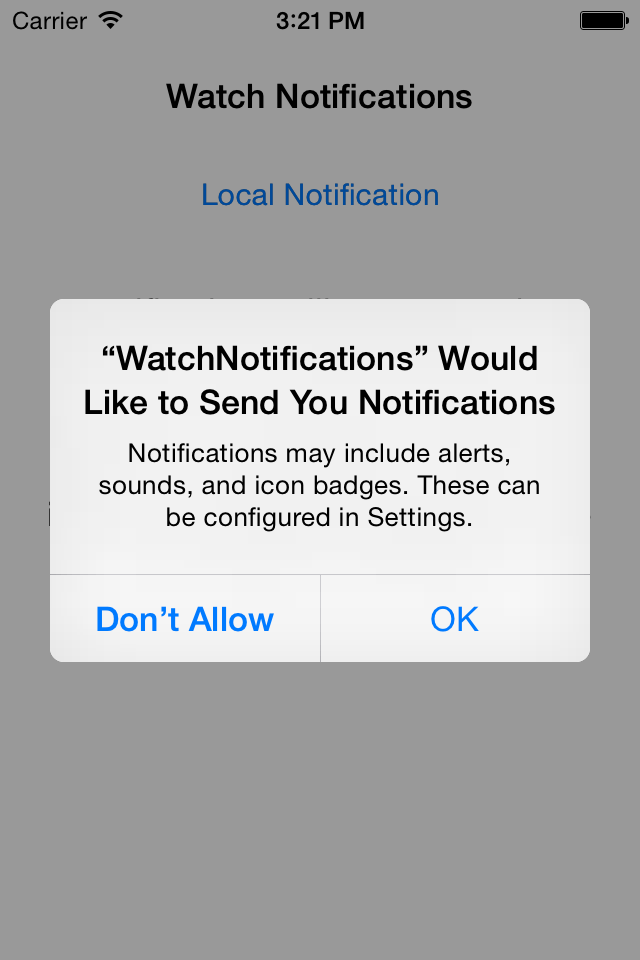 Carrier 3:21 PM
Watch Notifications
Local Notification
“WatchNotifications” Would
Like to Send You Notifications
Notifications may include alerts,
sounds, and icon badges. These can
be configured in Settings.
Don’t Allow OK